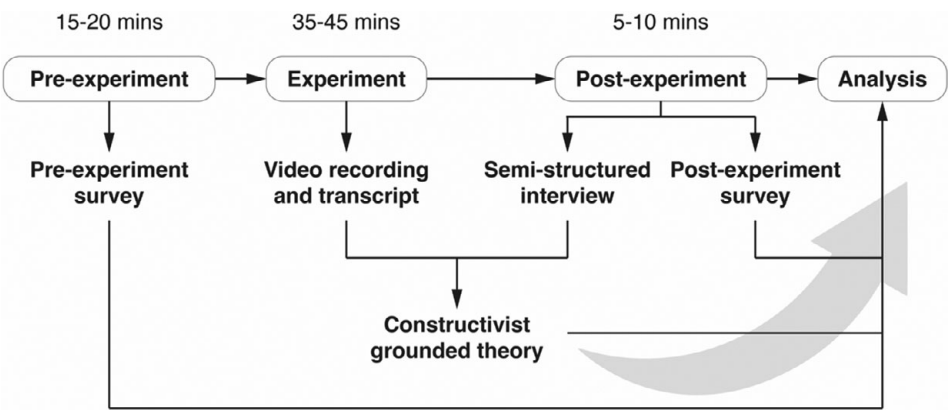 15-20 mins
35-45 mins
5-10 mins
Pre-experiment
Experiment
Post-experiment
Analysis
Pre-experiment
survey
Video recording
and transcript
Semi-structured
interview
Post-experiment
survey
Constructivist
grounded theory